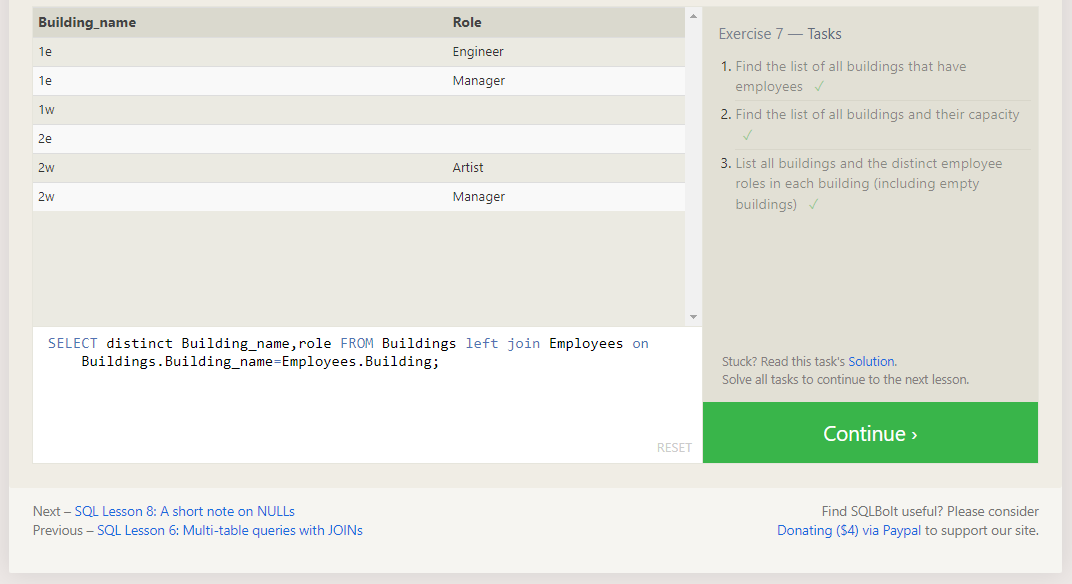 Building_name Role
1e Engineer
1e Manager
1w
2e
2w Artist
2w Manager
SELECT distinct Building_name,role FROM Buildings left join Employees on
Buildings.Building_name=Employees.Building;
RESET
Exercise 7 — Tasks
1. Find the list of all buildings that have
employees ✓
2. Find the list of all buildings and their capacity
✓
3. List all buildings and the distinct employee
roles in each building (including empty
buildings) ✓
Stuck? Read this task's Solution.
Solve all tasks to continue to the next lesson.
Continue ›
Next – SQL Lesson 8: A short note on NULLs
Previous – SQL Lesson 6: Multi-table queries with JOINs
Find SQLBolt useful? Please consider
Donating ($4) via Paypal to support our site.